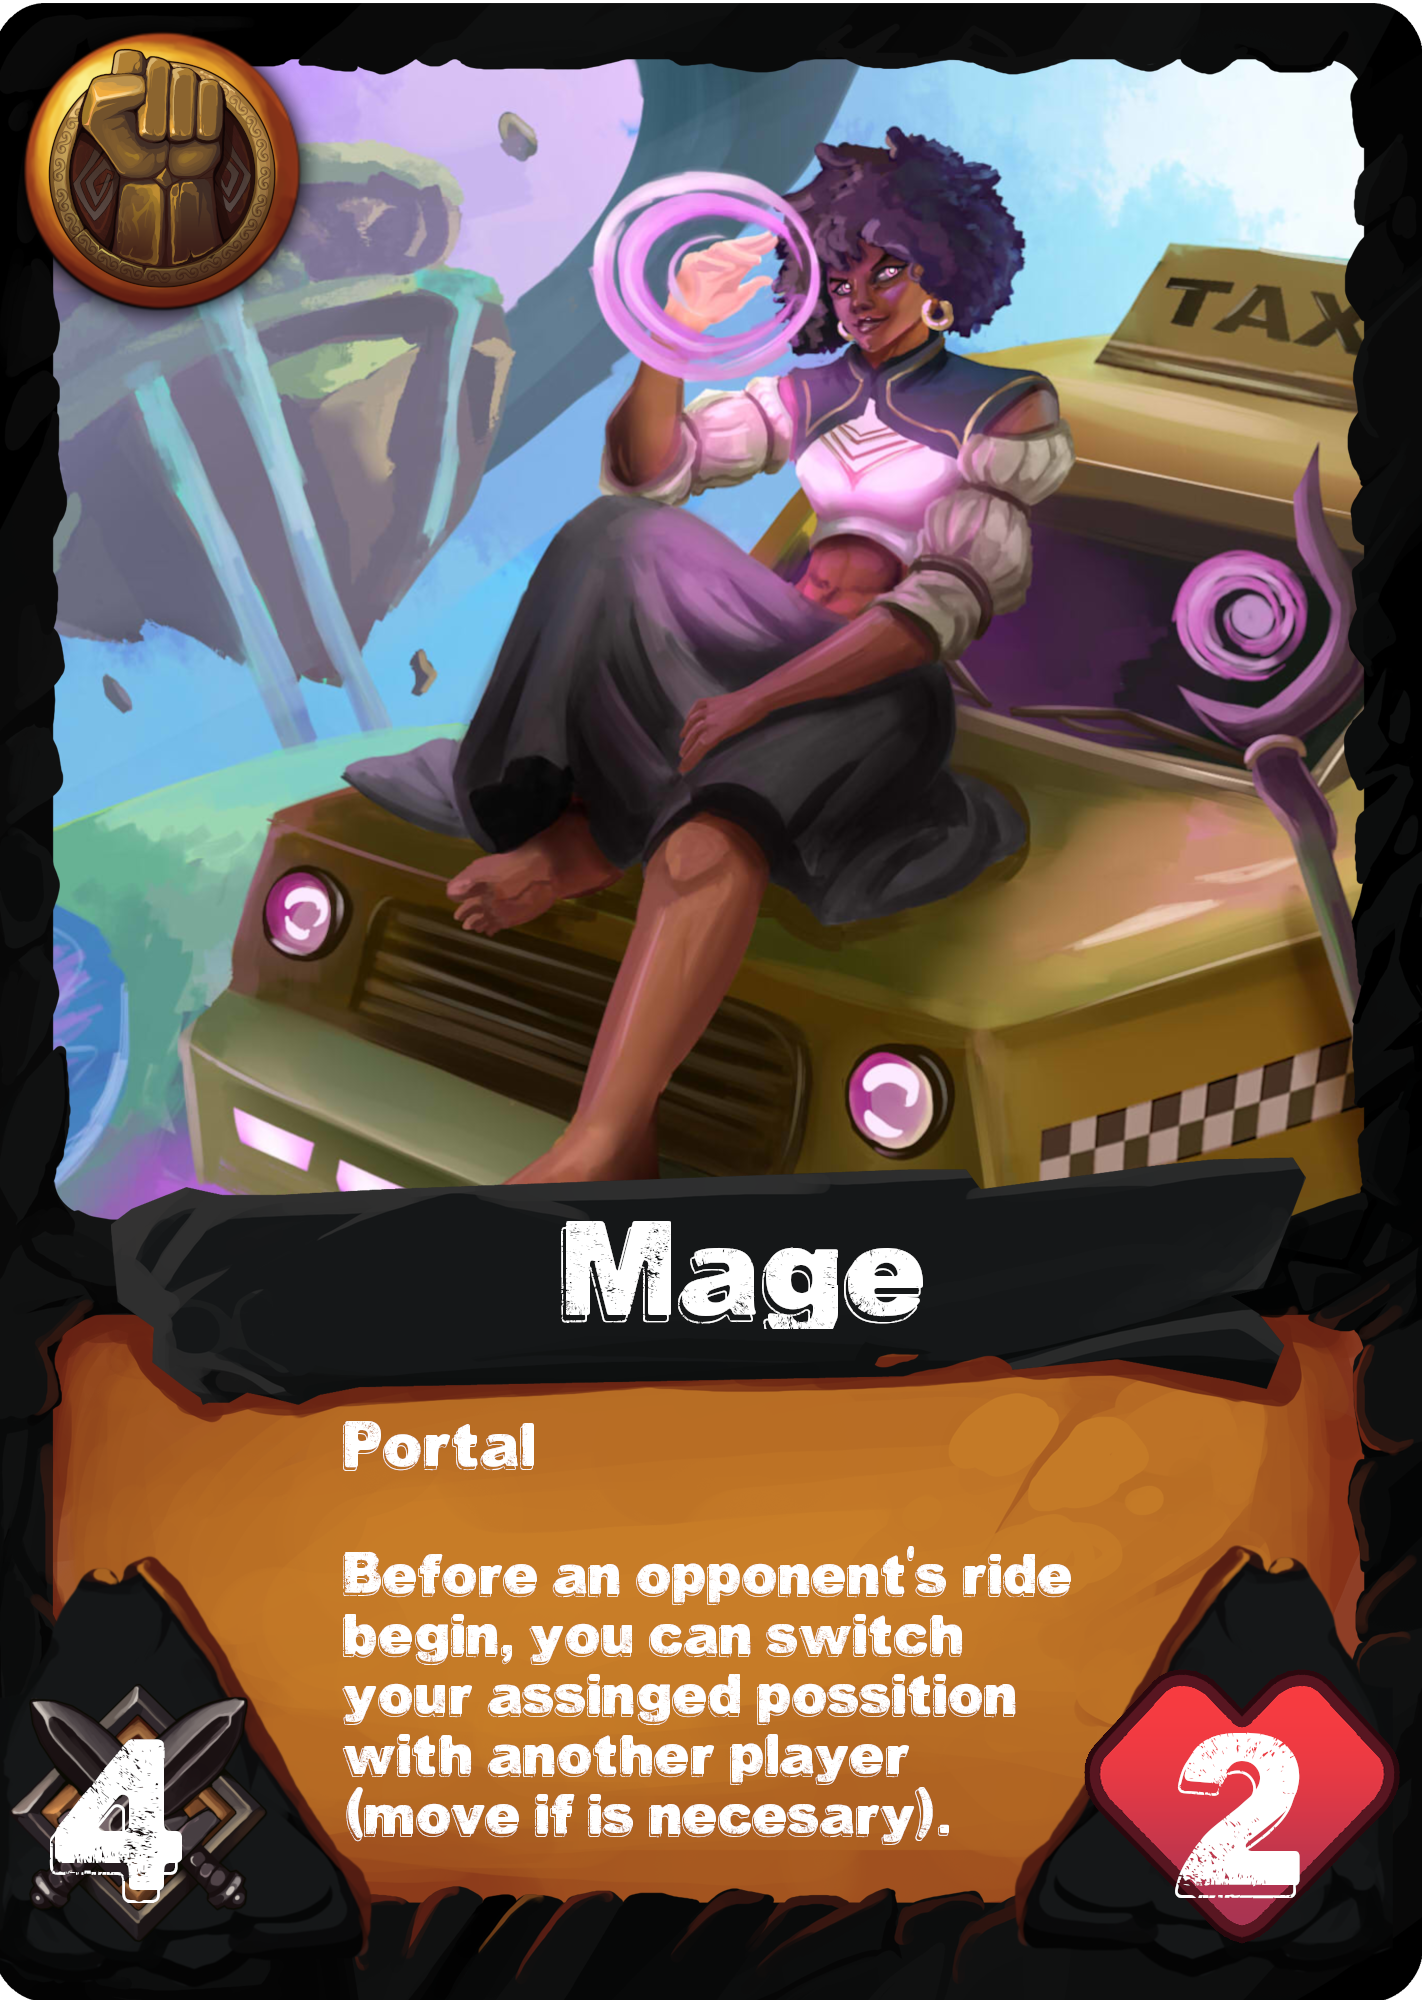 TAX
Mage
Portal
Before an opponent's ride
begin, you can switch
your assinged possition
with another player
(move if is necesary).
4
2